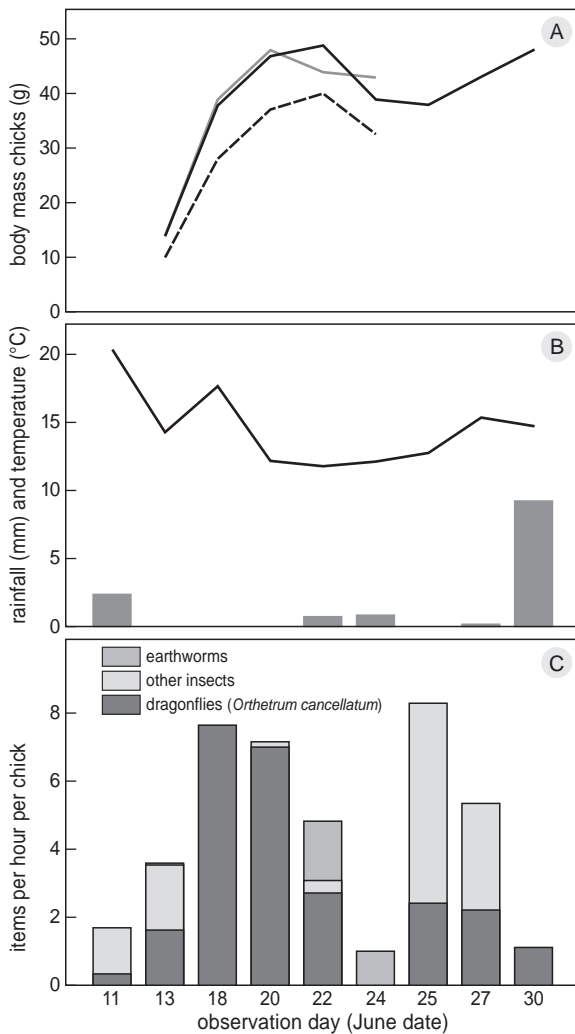 A
body mass chicks (g)
50
40
30
20
10
0
B
rainfall (mm) and temperature (°C)
20
15
10
5
0
C
earthworms
other insects
dragonflies (Orthetrum cancellatum)
items per hour per chick
8
6
4
2
0
11 13 18 20 22 24 25 27 30
observation day (June date)